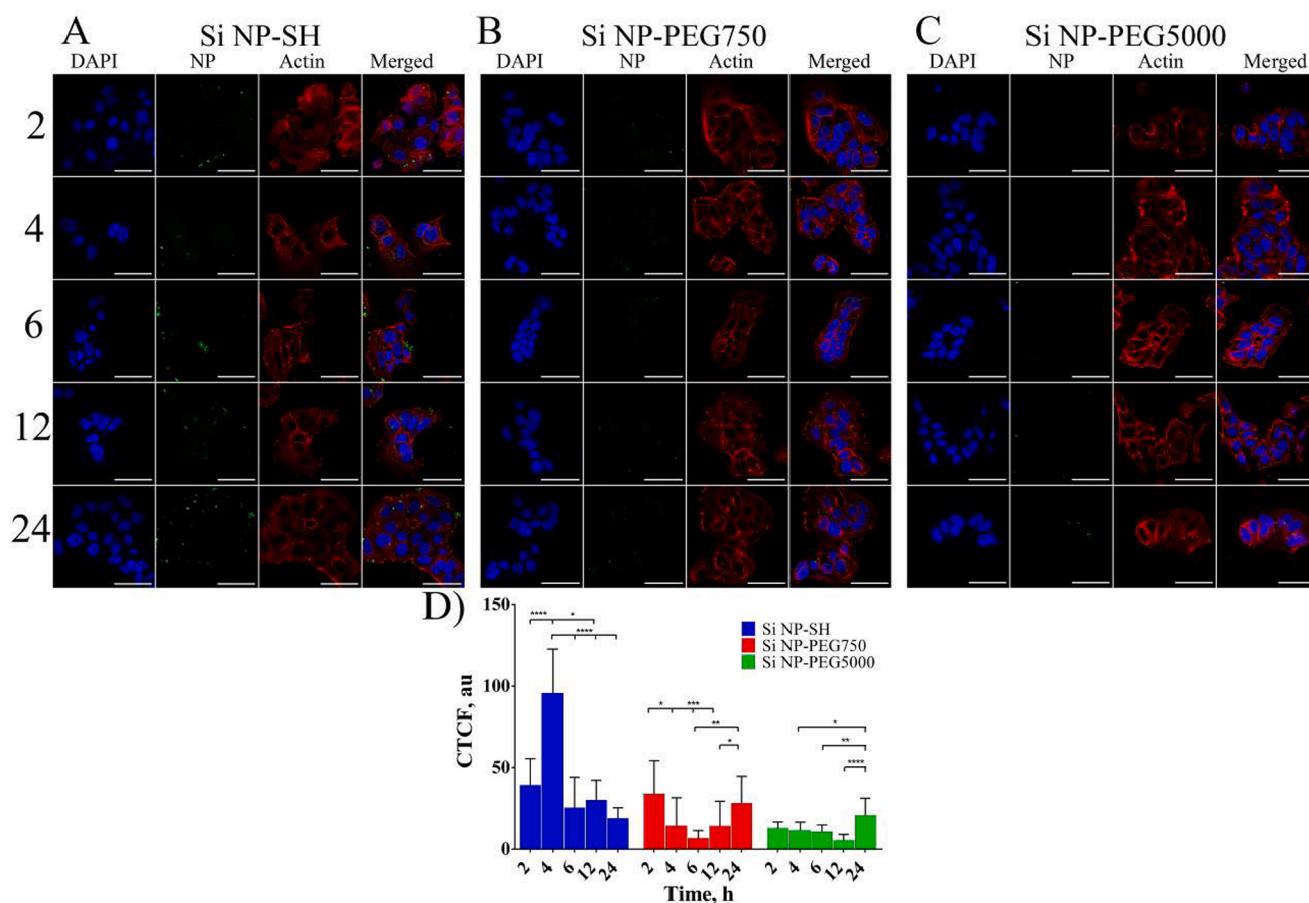 A Si NP-SH
DAPI NP Actin Merged
B Si NP-PEG750
DAPI NP Actin Merged
C Si NP-PEG5000
DAPI NP Actin Merged
2
4
6
12
24
D)
150
100
50
0
CTCF, au
**** *
****
* ***
**
*
*
**
****
Si NP-SH
Si NP-PEG750
Si NP-PEG5000
2 4 6 12 24 2 4 6 12 24 2 4 6 12 24
Time, h